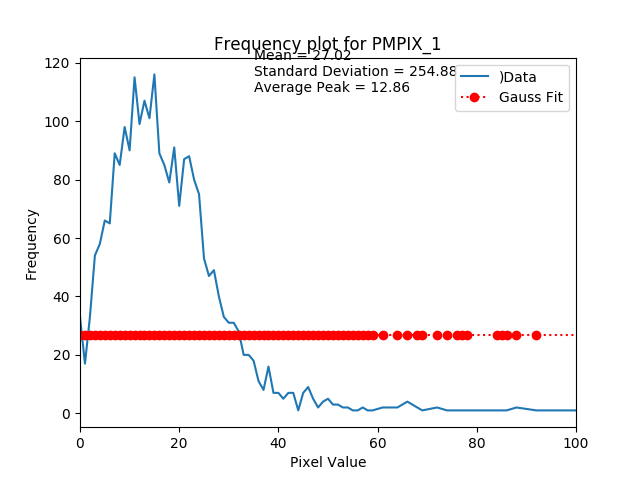 Frequency plot for PMPIX_1
Mean = 27.02
Standard Deviation = 254.88
Average Peak = 12.86
)Data
Gauss Fit
120
100
80
60
40
20
0
Frequency
0 20 40 60 80 100
Pixel Value